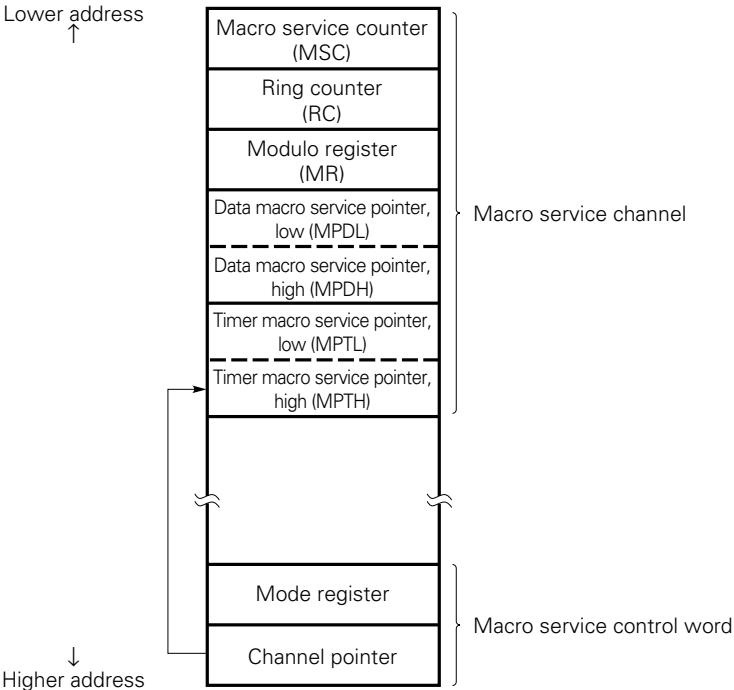 Lower address
↑
Macro service counter
(MSC)
Ring counter
(RC)
Modulo register
(MR)
Data macro service pointer,
low (MPDL)
Data macro service pointer,
high (MPDH)
Timer macro service pointer,
low (MPTL)
Timer macro service pointer,
high (MPTH)
Macro service channel
Mode register
Channel pointer
Macro service control word
↓
Higher address